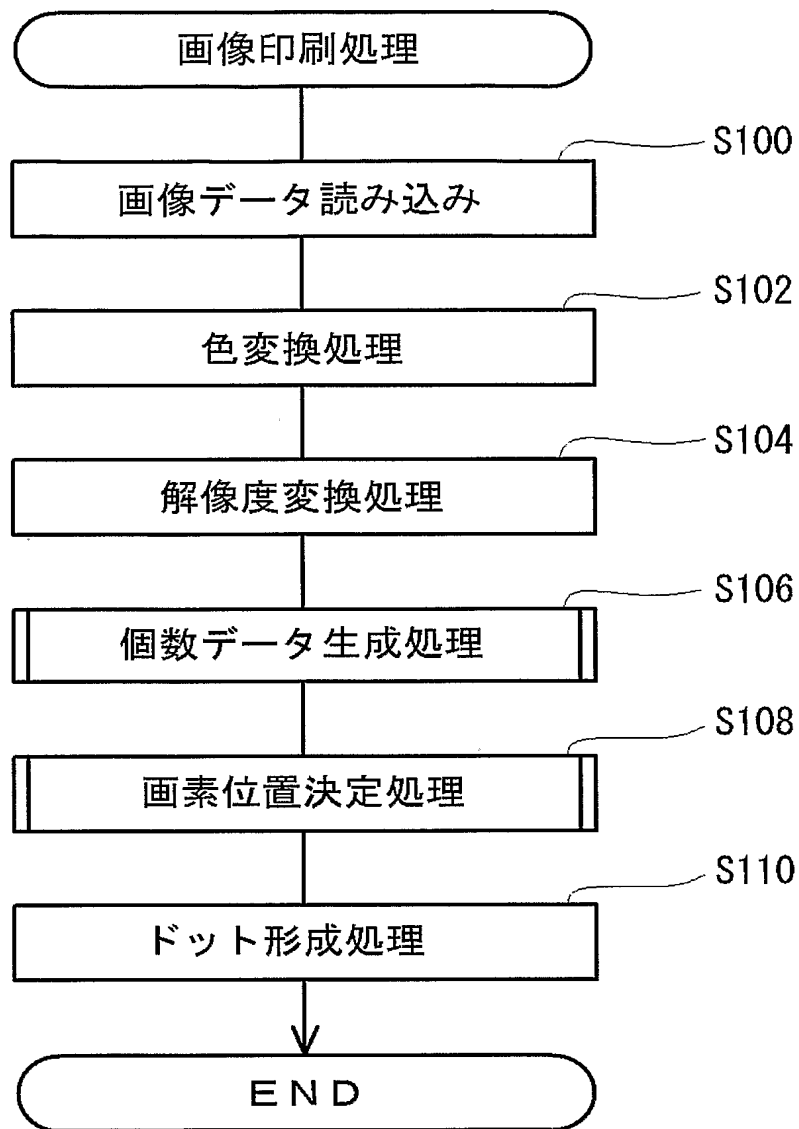 画像印刷処理
S100
画像データ読み込み
S102
色変換処理
S104
解像度変換処理
S106
個数データ生成処理
S108
画素位置決定処理
S110
ドット形成処理
END